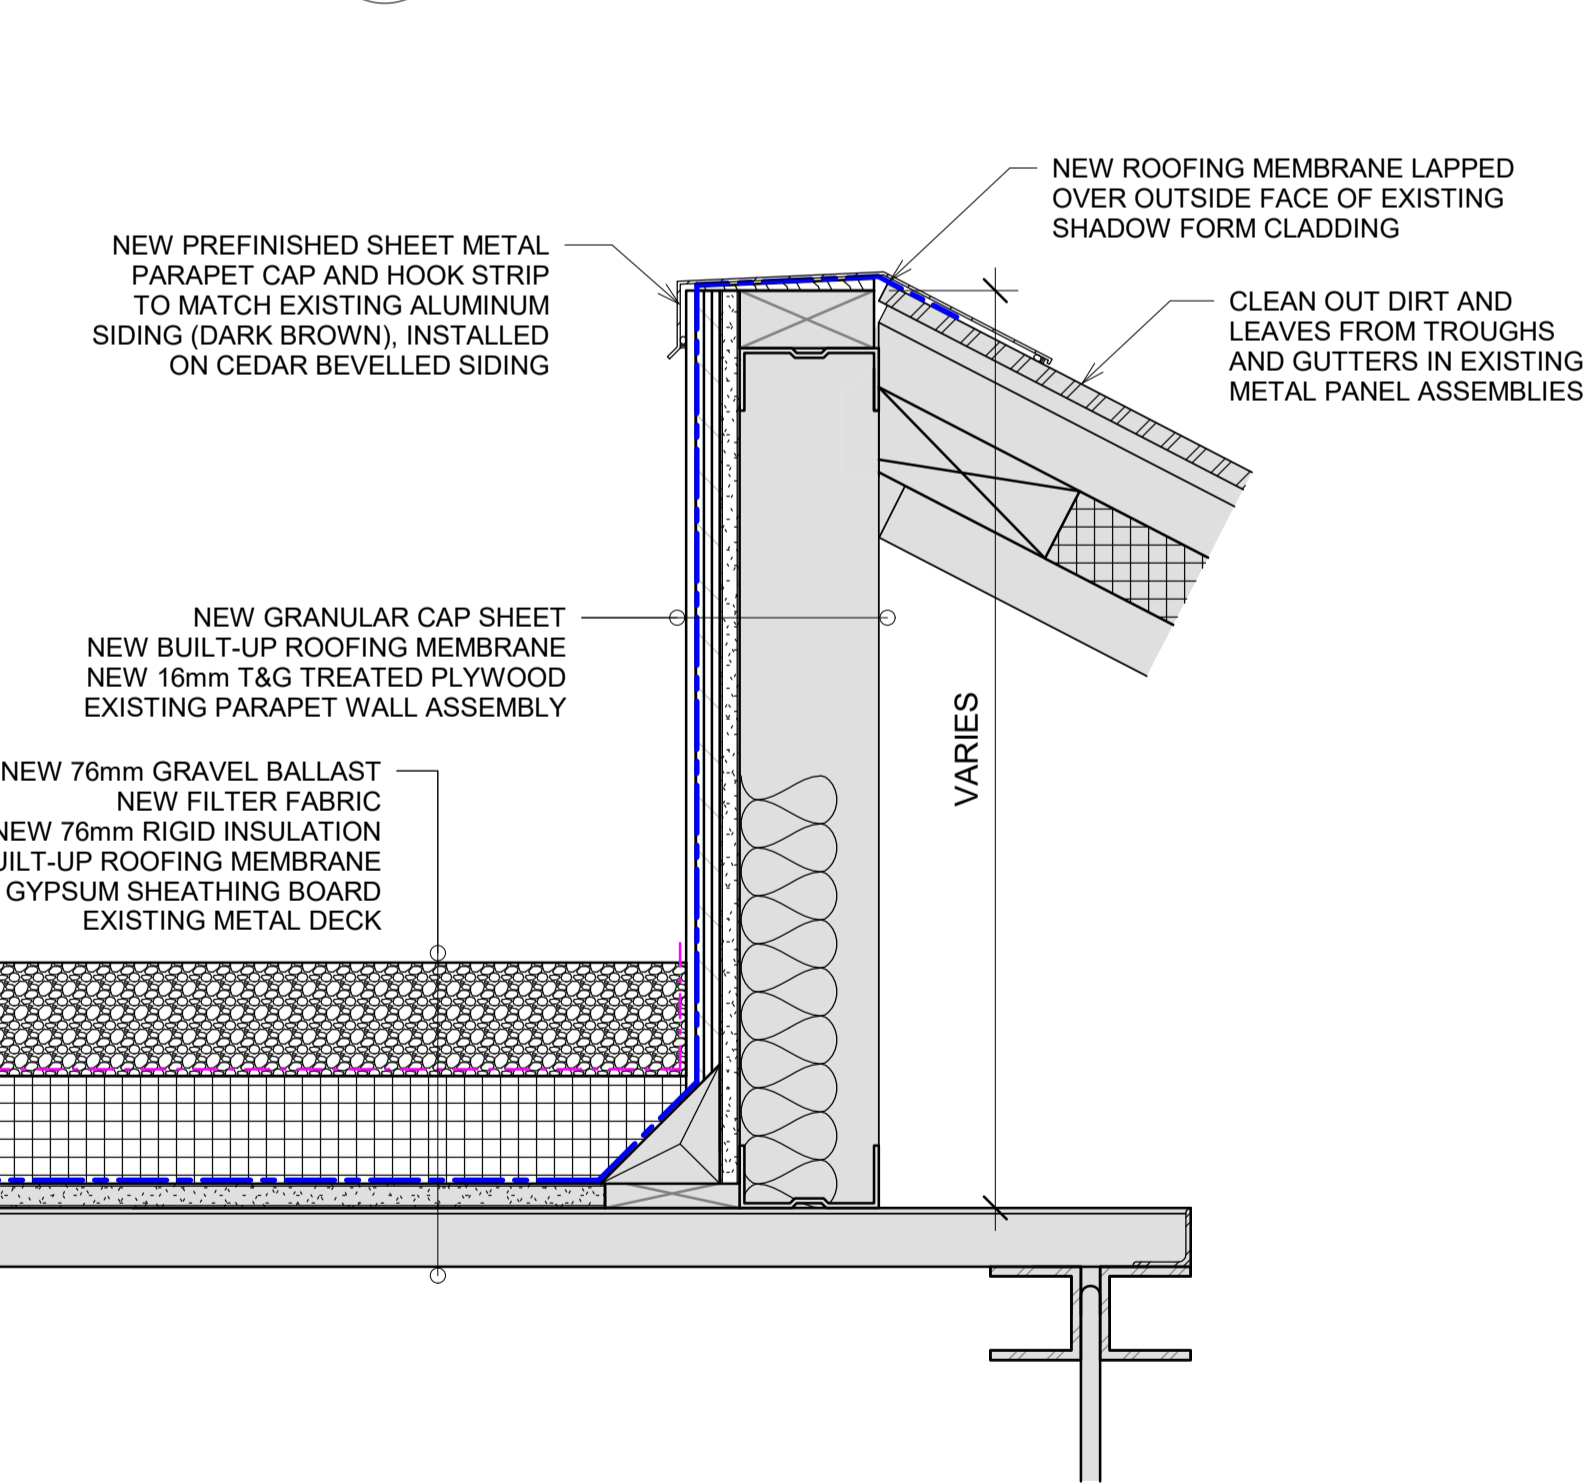 NEW ROOFING MEMBRANE LAPPED
OVER OUTSIDE FACE OF EXISTING
SHADOW FORM CLADDING
NEW PREFINISHED SHEET METAL
PARAPET CAP AND HOOK STRIP
TO MATCH EXISTING ALUMINUM
SIDING (DARK BROWN), INSTALLED
ON CEDAR BEVELLED SIDING
CLEAN OUT DIRT AND
LEAVES FROM TROUGHS
AND GUTTERS IN EXISTING
METAL PANEL ASSEMBLIES
NEW GRANULAR CAP SHEET
NEW BUILT-UP ROOFING MEMBRANE
NEW 16mm T&G TREATED PLYWOOD
EXISTING PARAPET WALL ASSEMBLY
VARIES
NEW 76mm GRAVEL BALLAST
NEW FILTER FABRIC
NEW 76mm RIGID INSULATION
ROOFING MEMBRANE
GYPSUM SHEATHING BOARD
EXISTING METAL DECK